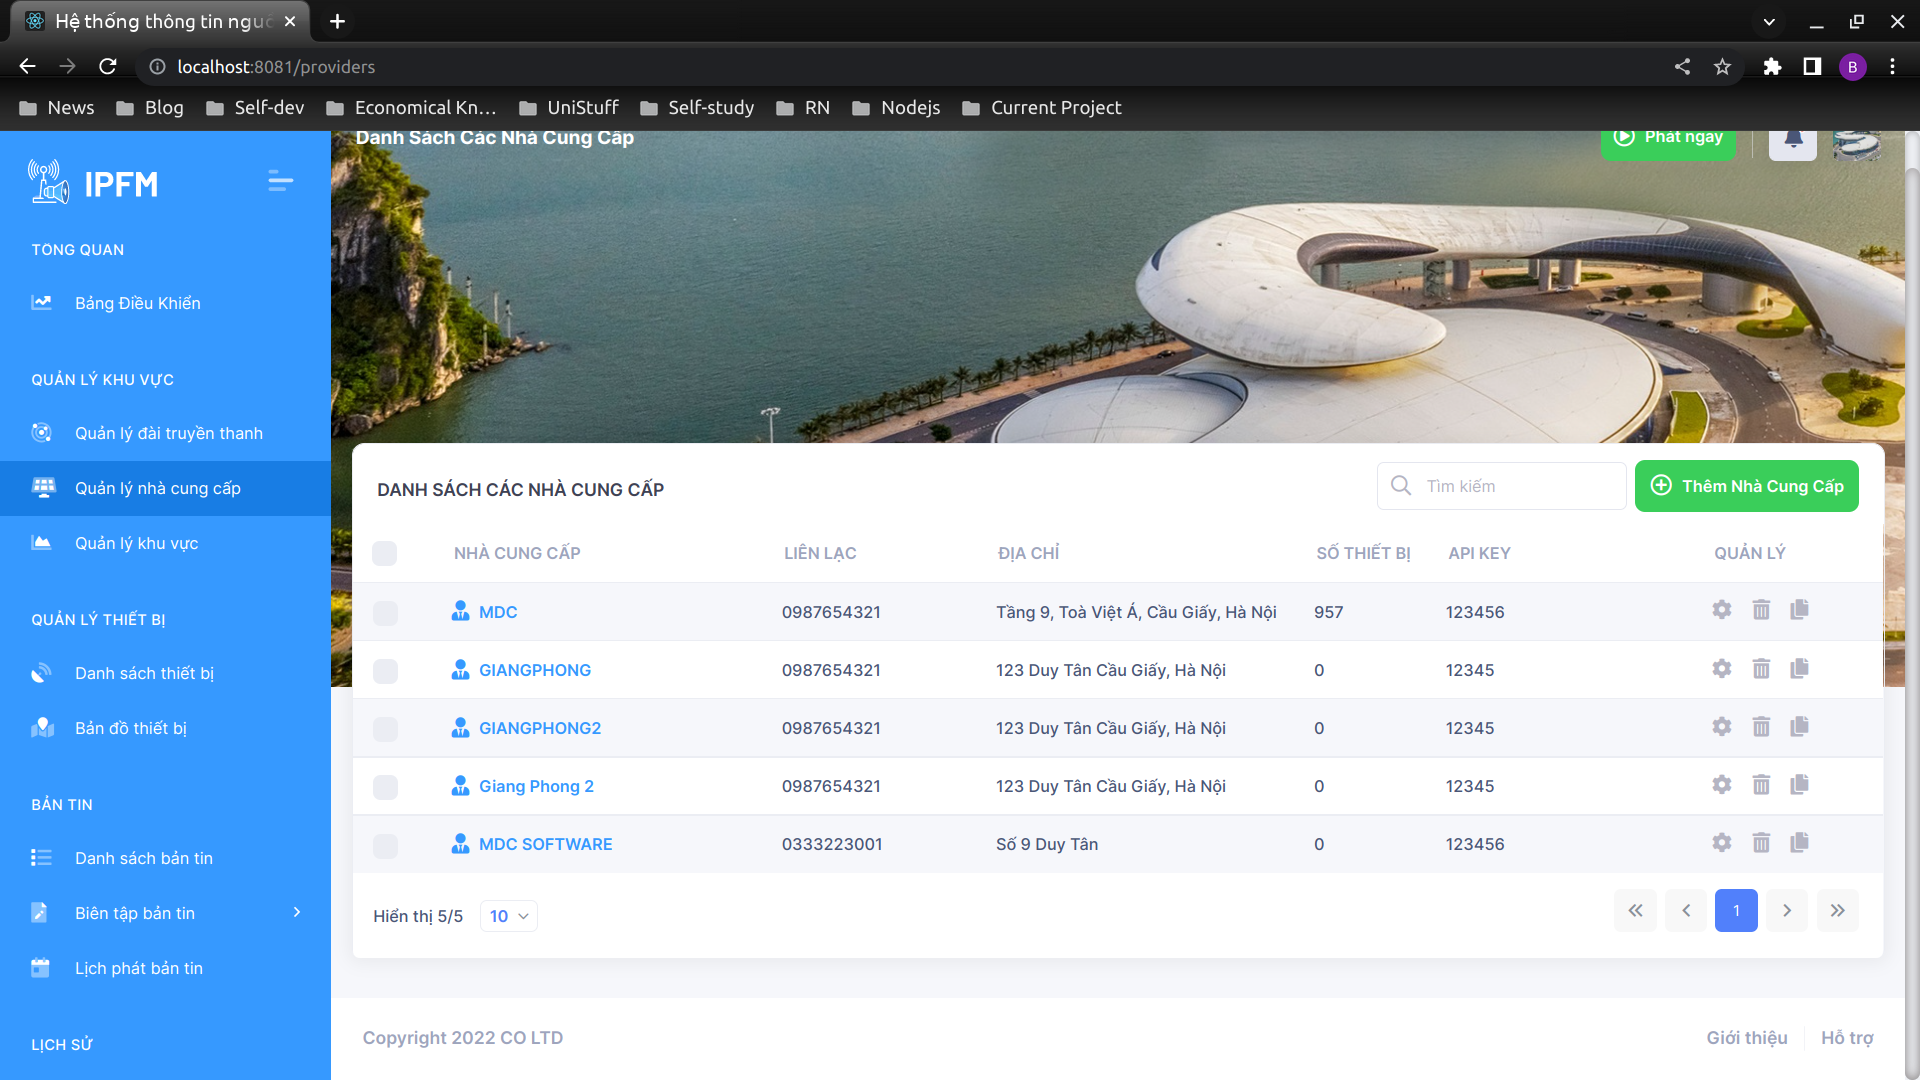 Hệ thống thông tin nguồ
localhost:8081/providers
B
News
Blog
Self-dev
Economical Kn...
UniStuff
Self-study
RN
Nodejs
Current Project
IPFM
TỔNG QUAN
Bảng Điều Khiển
QUẢN LÝ KHU VỰC
Quản lý đài truyền thanh
Quản lý nhà cung cấp
Quản lý khu vực
QUẢN LÝ THIẾT BỊ
Danh sách thiết bị
Bản đồ thiết bị
BẢN TIN
Danh sách bản tin
Biên tập bản tin
Lịch phát bản tin
LỊCH SỬ
Danh Sách Các Nhà Cung Cấp
Phát ngay
DANH SÁCH CÁC NHÀ CUNG CẤP
Tìm kiếm
Thêm Nhà Cung Cấp
NHÀ CUNG CẤP LIÊN LẠC ĐỊA CHỈ SỐ THIẾT BỊ API KEY QUẢN LÝ
MDC 0987654321 Tầng 9, Toà Việt Á, Cầu Giấy, Hà Nội 957 123456
GIANGPHONG 0987654321 123 Duy Tân Cầu Giấy, Hà Nội 0 12345
GIANGPHONG2 0987654321 123 Duy Tân Cầu Giấy, Hà Nội 0 12345
Giang Phong 2 0987654321 123 Duy Tân Cầu Giấy, Hà Nội 0 12345
MDC SOFTWARE 0333223001 Số 9 Duy Tân 0 123456
Hiển thị 5/5 10
1
Copyright 2022 CO LTD
Giới thiệu
Hỗ trợ